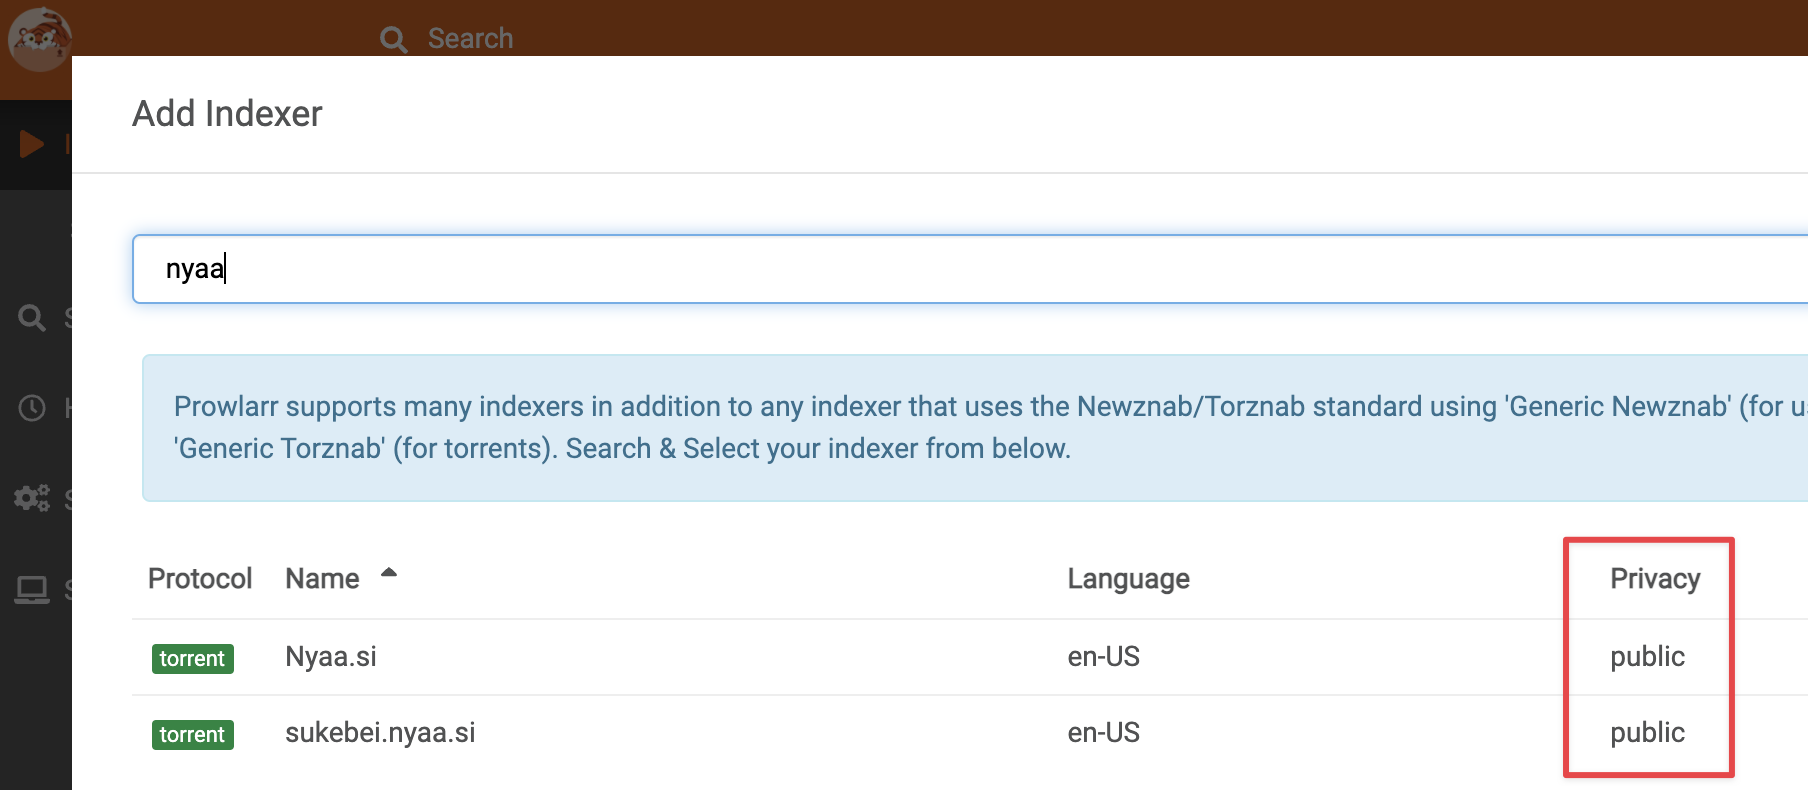 Search
Add Indexer
nyaa
Prowlarr supports many indexers in addition to any indexer that uses the Newznab/Torznab standard using 'Generic Newznab' (for
'Generic Torznab' (for torrents). Search & Select your indexer from below.
Protocol Name Language Privacy
torrent Nyaa.si en-US public
torrent sukebei.nyaa.si en-US public